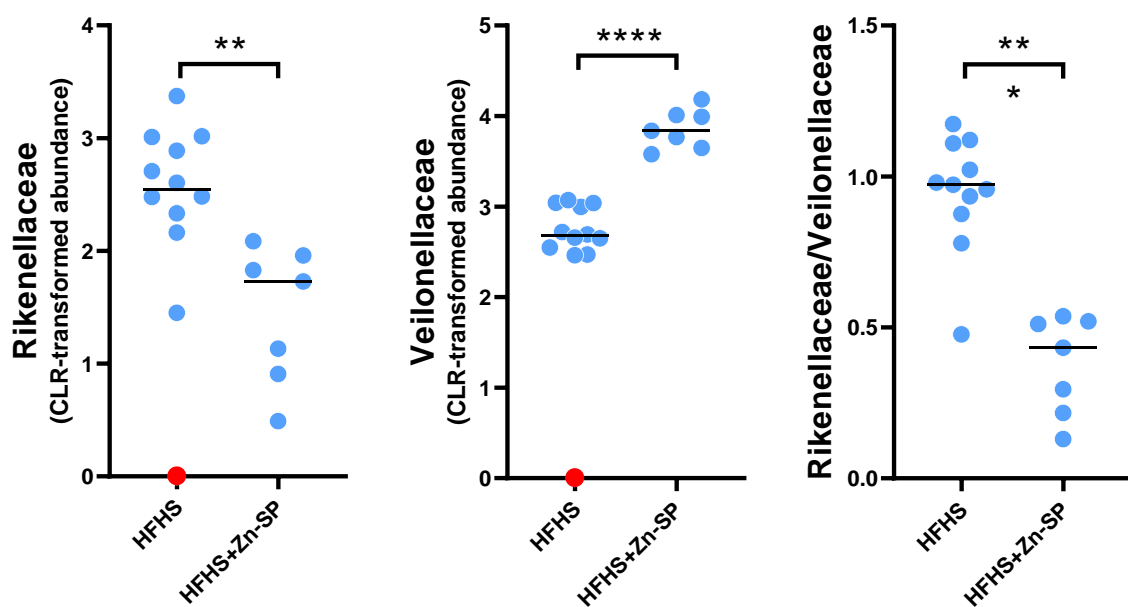 Rikenellaceae
(CLR-transformed abundance)
4
3
2
1
0
**
HFHS
HFHS+Zn-SP
Veilonellaceae
(CLR-transformed abundance)
5
4
3
2
1
0
****
HFHS
HFHS+Zn-SP
Rikenellaceae/Veilonellaceae
1.5
1.0
0.5
0.0
**
*
HFHS
HFHS+Zn-SP